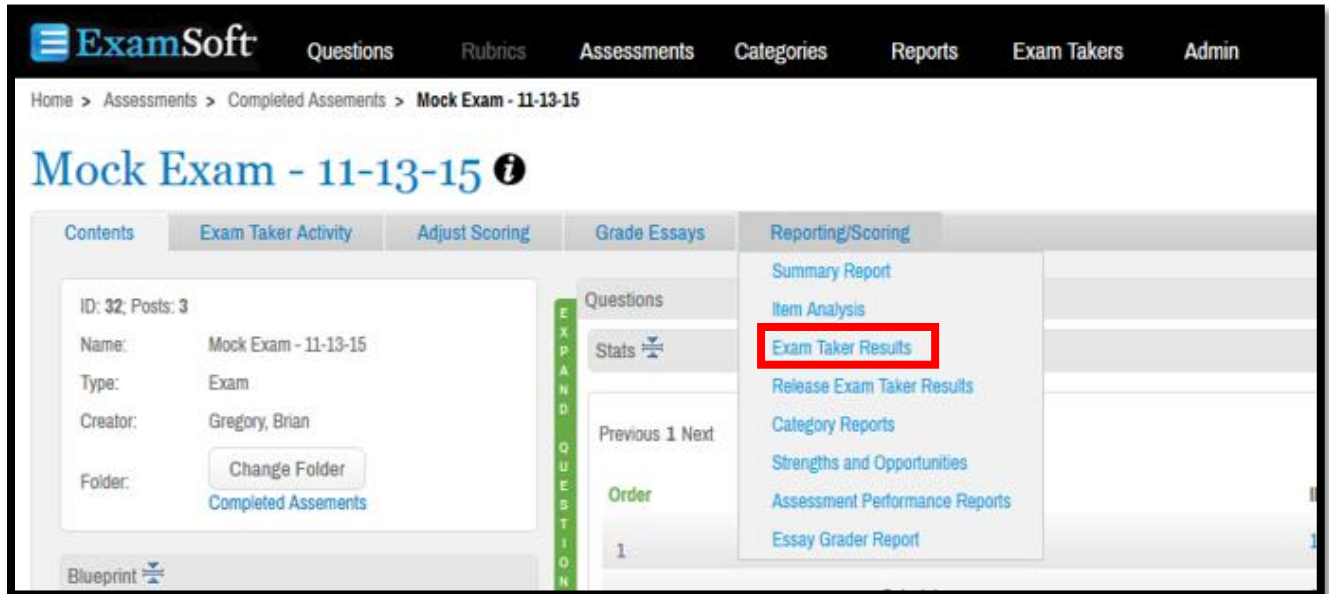 ExamSoft Questions Rubrics Assessments Categories Reports Exam Takers Admin
Home > Assessments > Completed Assements > Mock Exam - 11-13-15
Mock Exam - 11-13-15 i
Contents Exam Taker Activity Adjust Scoring Grade Essays Reporting/Scoring
ID: 32; Posts: 3
Name: Mock Exam - 11-13-15
Type: Exam
Creator: Gregory, Brian
Folder: Change Folder
Completed Assements
Blueprint
EXPAND QUESTION
Questions
Stats
Previous 1 Next
Order
1
Summary Report
Item Analysis
Exam Taker Results
Release Exam Taker Results
Category Reports
Strengths and Opportunities
Assessment Performance Reports
Essay Grader Report